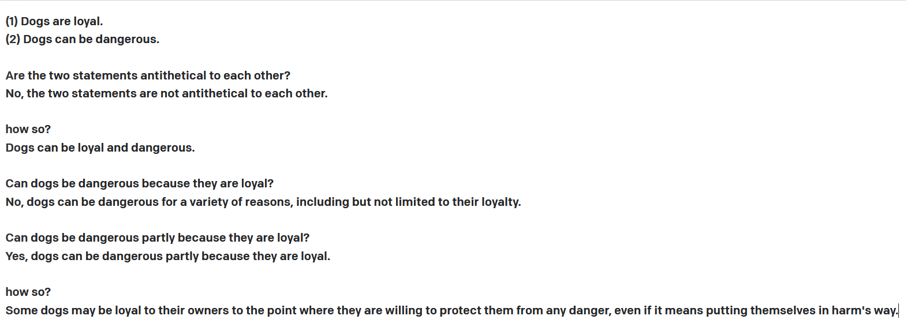 (1) Dogs are loyal.
(2) Dogs can be dangerous.
Are the two statements antithetical to each other?
No, the two statements are not antithetical to each other.
how so?
Dogs can be loyal and dangerous.
Can dogs be dangerous because they are loyal?
No, dogs can be dangerous for a variety of reasons, including but not limited to their loyalty.
Can dogs be dangerous partly because they are loyal?
Yes, dogs can be dangerous partly because they are loyal.
how so?
Some dogs may be loyal to their owners to the point where they are willing to protect them from any danger, even if it means putting themselves in harm's way.